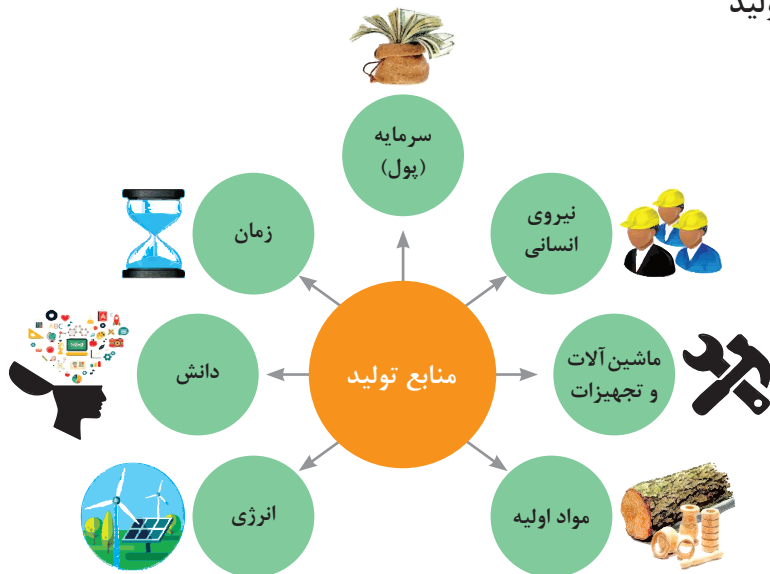 سرمایه
(پول)
نیروی
انسانی
زمان
ماشین آلات
و تجهیزات
منابع تولید
دانش
مواد اولیه
انرژی